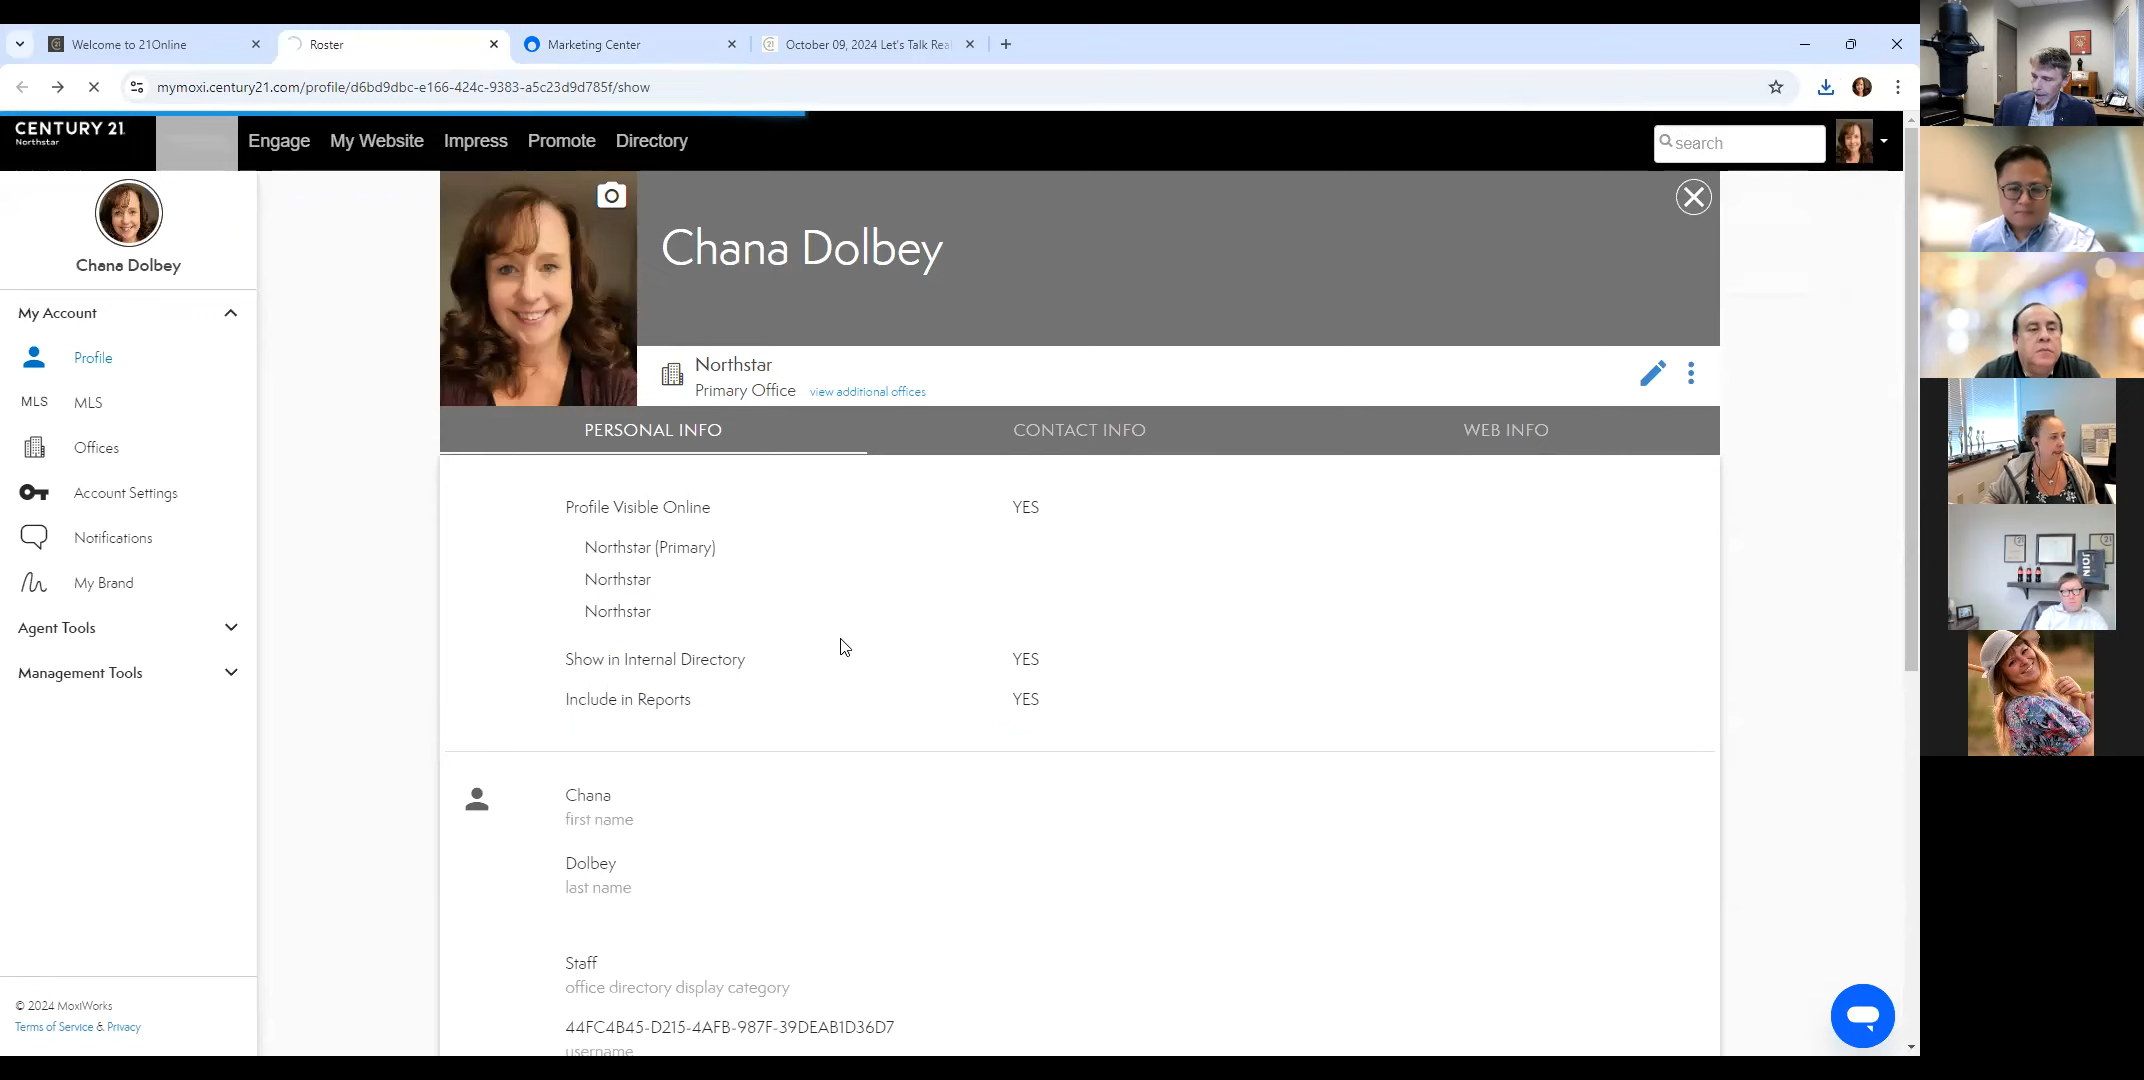 Welcome to 21Online
Roster
Marketing Center
October 09, 2024 Let's Talk Rea
mymoxi.century21.com/profile/d6bd9dbc-e166-424c-9383-a5c23d9d785f/show
CENTURY 21.
Northstar
Engage
My Website
Impress
Promote
Directory
search
Chana Dolbey
My Account
Profile
MLS MLS
Offices
Account Settings
Notifications
My Brand
Agent Tools
Management Tools
© 2024 MoxiWorks
Terms of Service & Privacy
Chana Dolbey
Northstar
Primary Office view additional offices
PERSONAL INFO
CONTACT INFO
WEB INFO
Profile Visible Online YES
Northstar (Primary)
Northstar
Northstar
Show in Internal Directory YES
Include in Reports YES
Chana
first name
Dolbey
last name
Staff
office directory display category
44FC4B45-D215-4AFB-987F-39DEAB1D36D7
username
JOIN